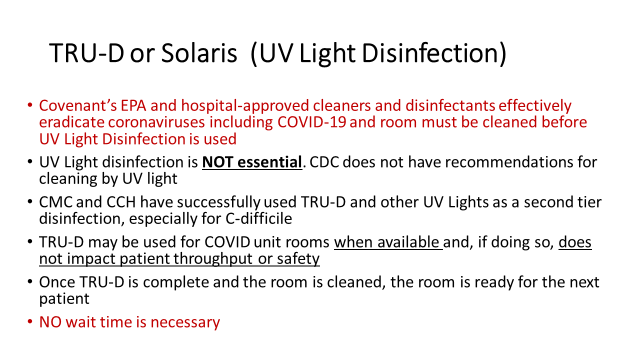 TRU-D or Solaris (UV Light Disinfection)
• Covenant's EPA and hospital-approved cleaners and disinfectants effectively
eradicate coronaviruses including COVID-19 and room must be cleaned before
UV Light Disinfection is used
• UV Light disinfection is NOT essential. CDC does not have recommendations for
cleaning by UV light
• CMC and CCH have successfully used TRU-D and other UV Lights as a second tier
disinfection, especially for C-difficile
• TRU-D may be used for COVID unit rooms when available and, if doing so, does
not impact patient throughput or safety
• Once TRU-D is complete and the room is cleaned, the room is ready for the next
patient
• NO wait time is necessary